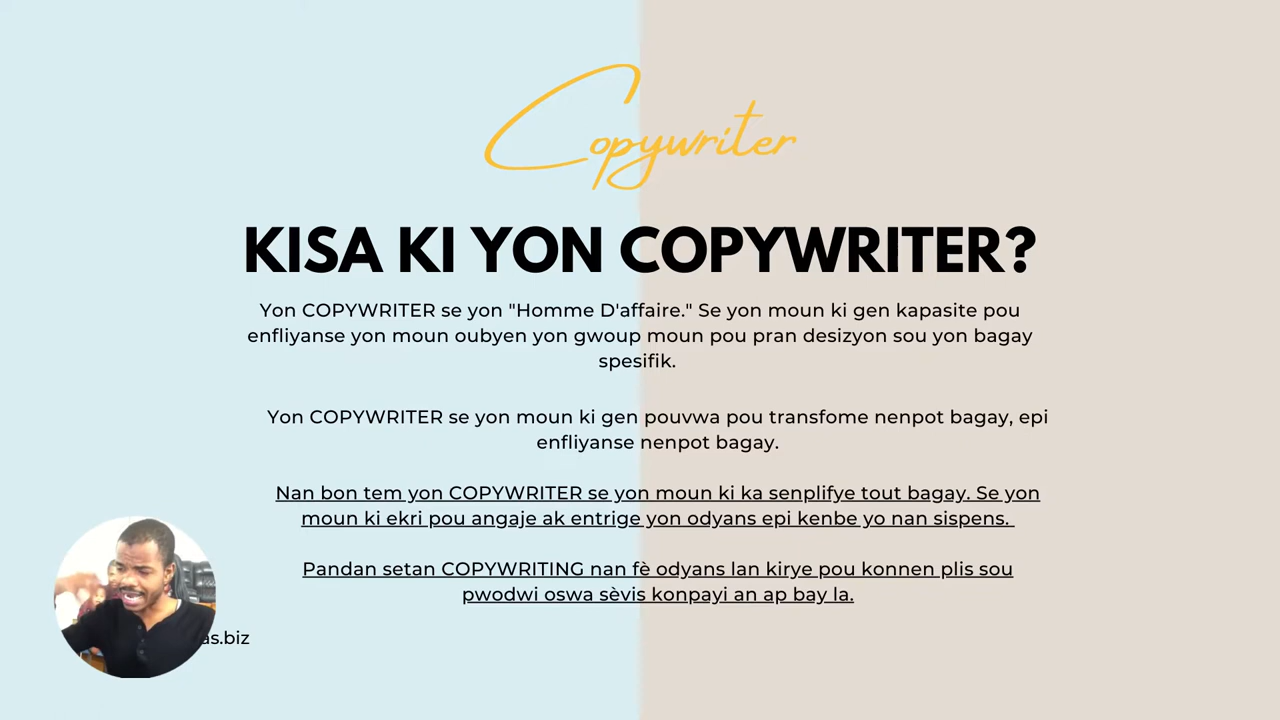 Copywriter
KISA KI YON COPYWRITER?
Yon COPYWRITER se yon "Homme D'affaire." Se yon moun ki gen kapasite pou
enfliyanse yon moun oubyen yon gwoup moun pou pran desizyon sou yon bagay
spesifik.
Yon COPYWRITER se yon moun ki gen pouvwa pou transfome nenpot bagay, epi
enfliyanse nenpot bagay.
Nan bon tem yon COPYWRITER se yon moun ki ka senplifye tout bagay. Se yon
moun ki ekri pou angaje ak entrige yon odyans epi kenbe yo nan sispens.
Pandan setan COPYWRITING nan fè odyans lan kirye pou konnen plis sou
pwodwi oswa sèvis konpayi an ap bay la.
as.biz